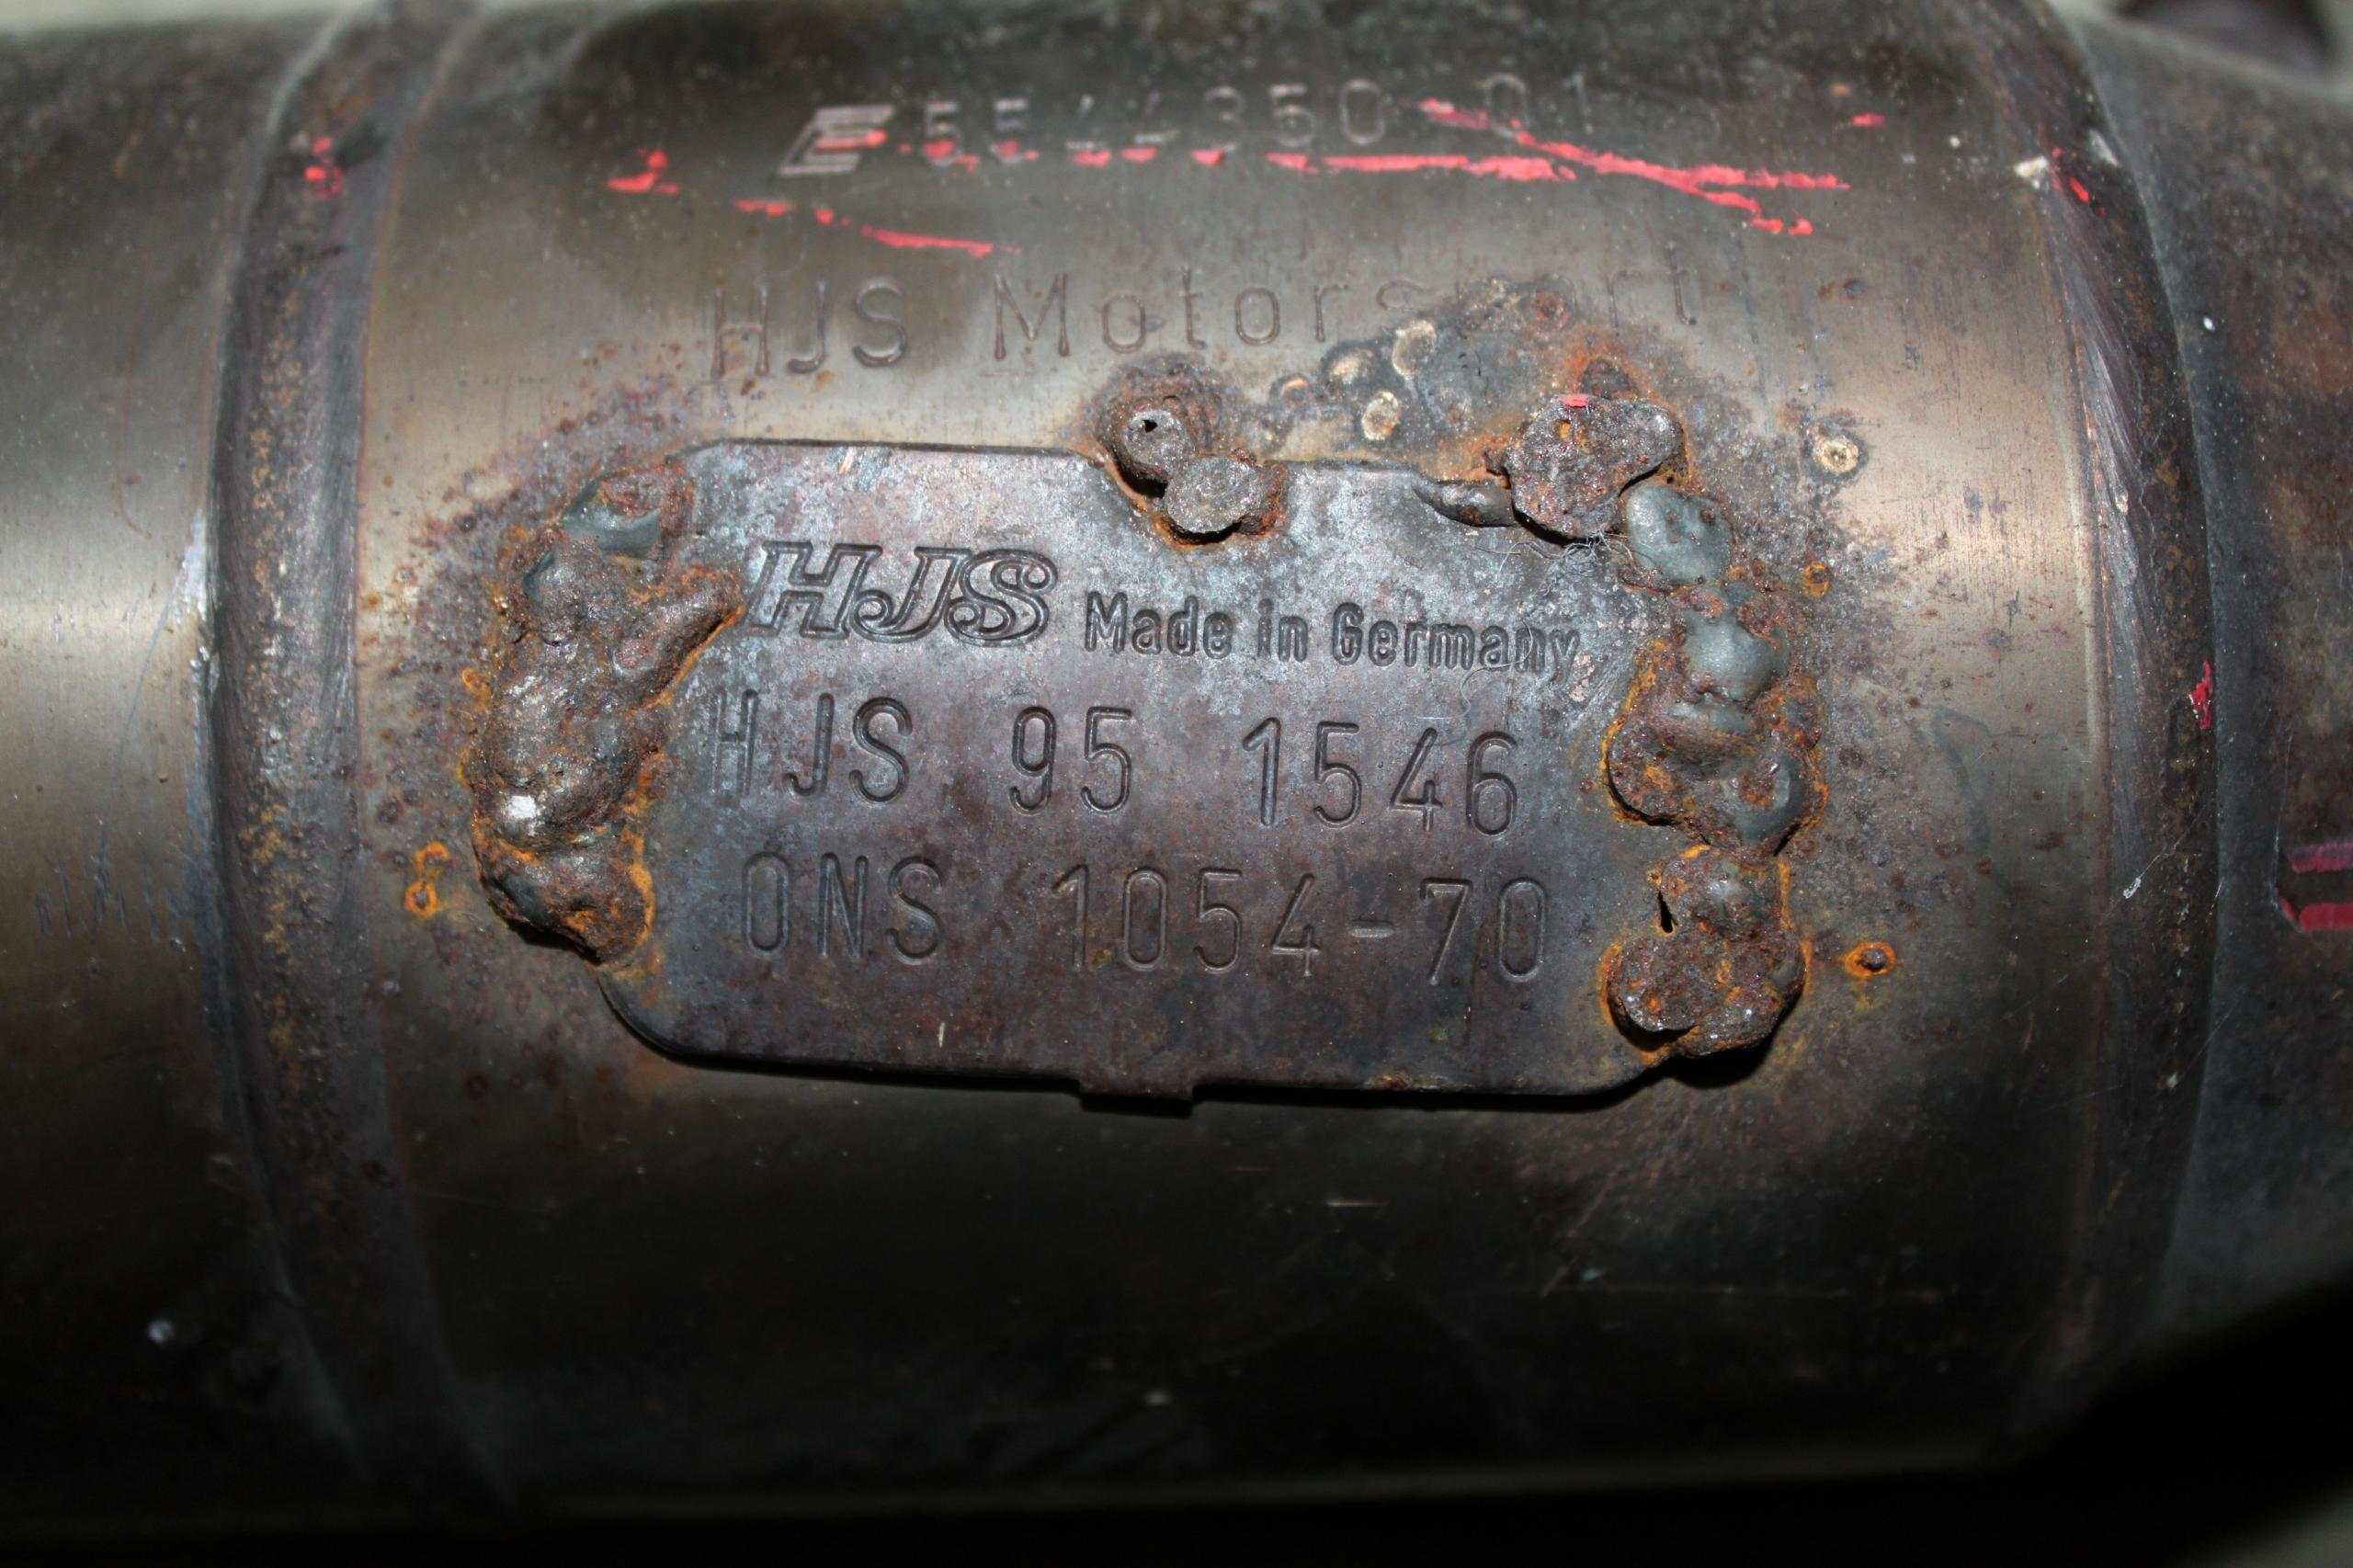 HJS Motorsport
HJS Made in Germany
HJS 95 1546
ONS 1054-70